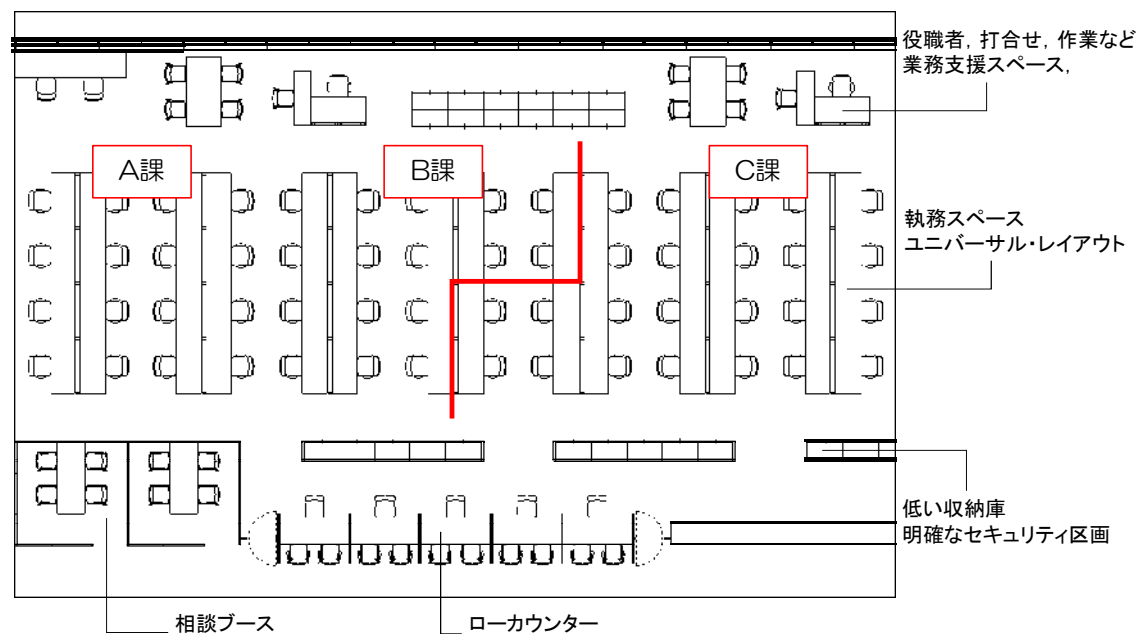 役職者，打合せ，作業など
業務支援スペース，
A課
B課
C課
執務スペース
ユニバーサル・レイアウト
低い収納庫
明確なセキュリティ区画
相談ブース
ローカウンター